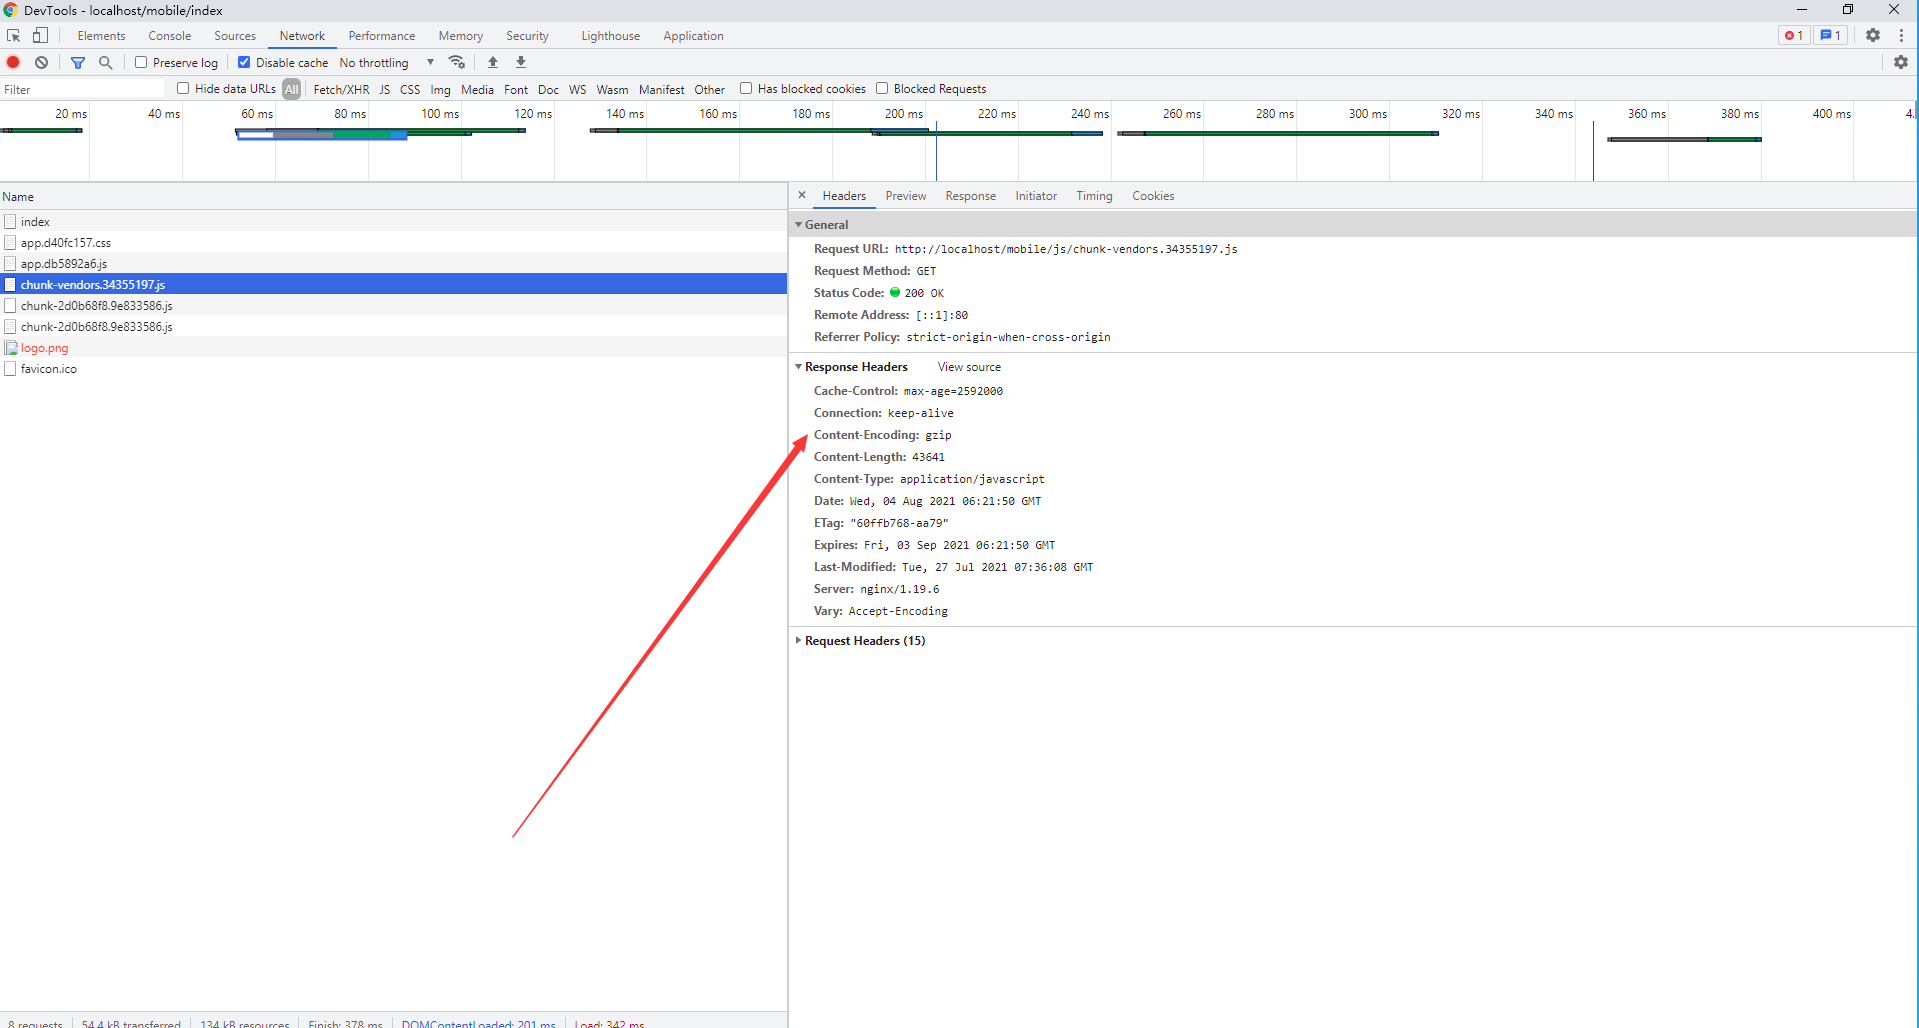 DevTools - localhost/mobile/index
Elements Console Sources Network Performance Memory Security Lighthouse Application 1 1
Preserve log Disable cache No throttling
Filter Hide data URLs All Fetch/XHR JS CSS Img Media Font Doc WS Wasm Manifest Other Has blocked cookies Blocked Requests
20 ms 40 ms 60 ms 80 ms 100 ms 120 ms 140 ms 160 ms 180 ms 200 ms 220 ms 240 ms 260 ms 280 ms 300 ms 320 ms 340 ms 360 ms 380 ms 400 ms
Name
index
app.d40fc157.css
app.db5892a6.js
chunk-vendors.34355197.js
chunk-2d0b68f8.9e833586.js
chunk-2d0b68f8.9e833586.js
logo.png
favicon.ico
Headers Preview Response Initiator Timing Cookies
General
Request URL: http://localhost/mobile/js/chunk-vendors.34355197.js
Request Method: GET
Status Code: 200 OK
Remote Address: [::1]:80
Referrer Policy: strict-origin-when-cross-origin
Response Headers View source
Cache-Control: max-age=2592000
Connection: keep-alive
Content-Encoding: gzip
Content-Length: 43641
Content-Type: application/javascript
Date: Wed, 04 Aug 2021 06:21:50 GMT
ETag: "60ffb768-aa79"
Expires: Fri, 03 Sep 2021 06:21:50 GMT
Last-Modified: Tue, 27 Jul 2021 07:36:08 GMT
Server: nginx/1.19.6
Vary: Accept-Encoding
Request Headers (15)
8 requests 54.4 kB transferred 134 kB resources Finish: 378 ms DOMContentLoaded: 201 ms Load: 342 ms